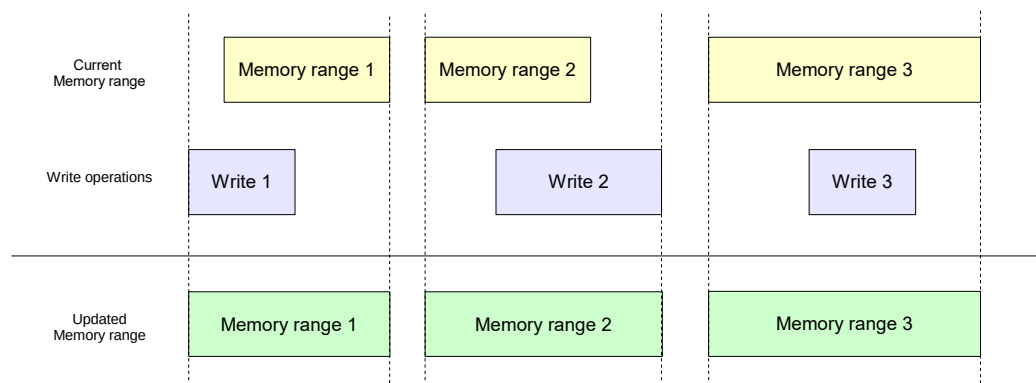 Current
Memory range
Memory range 1
Memory range 2
Memory range 3
Write operations
Write 1
Write 2
Write 3
Updated
Memory range
Memory range 1
Memory range 2
Memory range 3